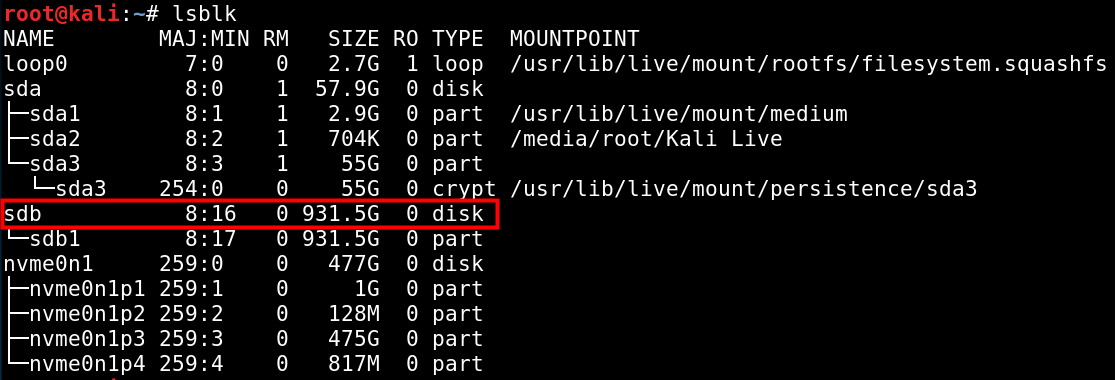 root@kali:~# lsblk
NAME        MAJ:MIN RM   SIZE RO TYPE  MOUNTPOINT
loop0         7:0    0   2.7G  1 loop  /usr/lib/live/mount/rootfs/filesystem.squashfs
sda           8:0    1  57.9G  0 disk
├─sda1        8:1    1   2.9G  0 part  /usr/lib/live/mount/medium
├─sda2        8:2    1   704K  0 part  /media/root/Kali Live
└─sda3        8:3    1    55G  0 part
  └─sda3    254:0    0    55G  0 crypt /usr/lib/live/mount/persistence/sda3
sdb           8:16   0 931.5G  0 disk
└─sdb1        8:17   0 931.5G  0 part
nvme0n1     259:0    0   477G  0 disk
├─nvme0n1p1 259:1    0     1G  0 part
├─nvme0n1p2 259:2    0   128M  0 part
├─nvme0n1p3 259:3    0   475G  0 part
└─nvme0n1p4 259:4    0   817M  0 part